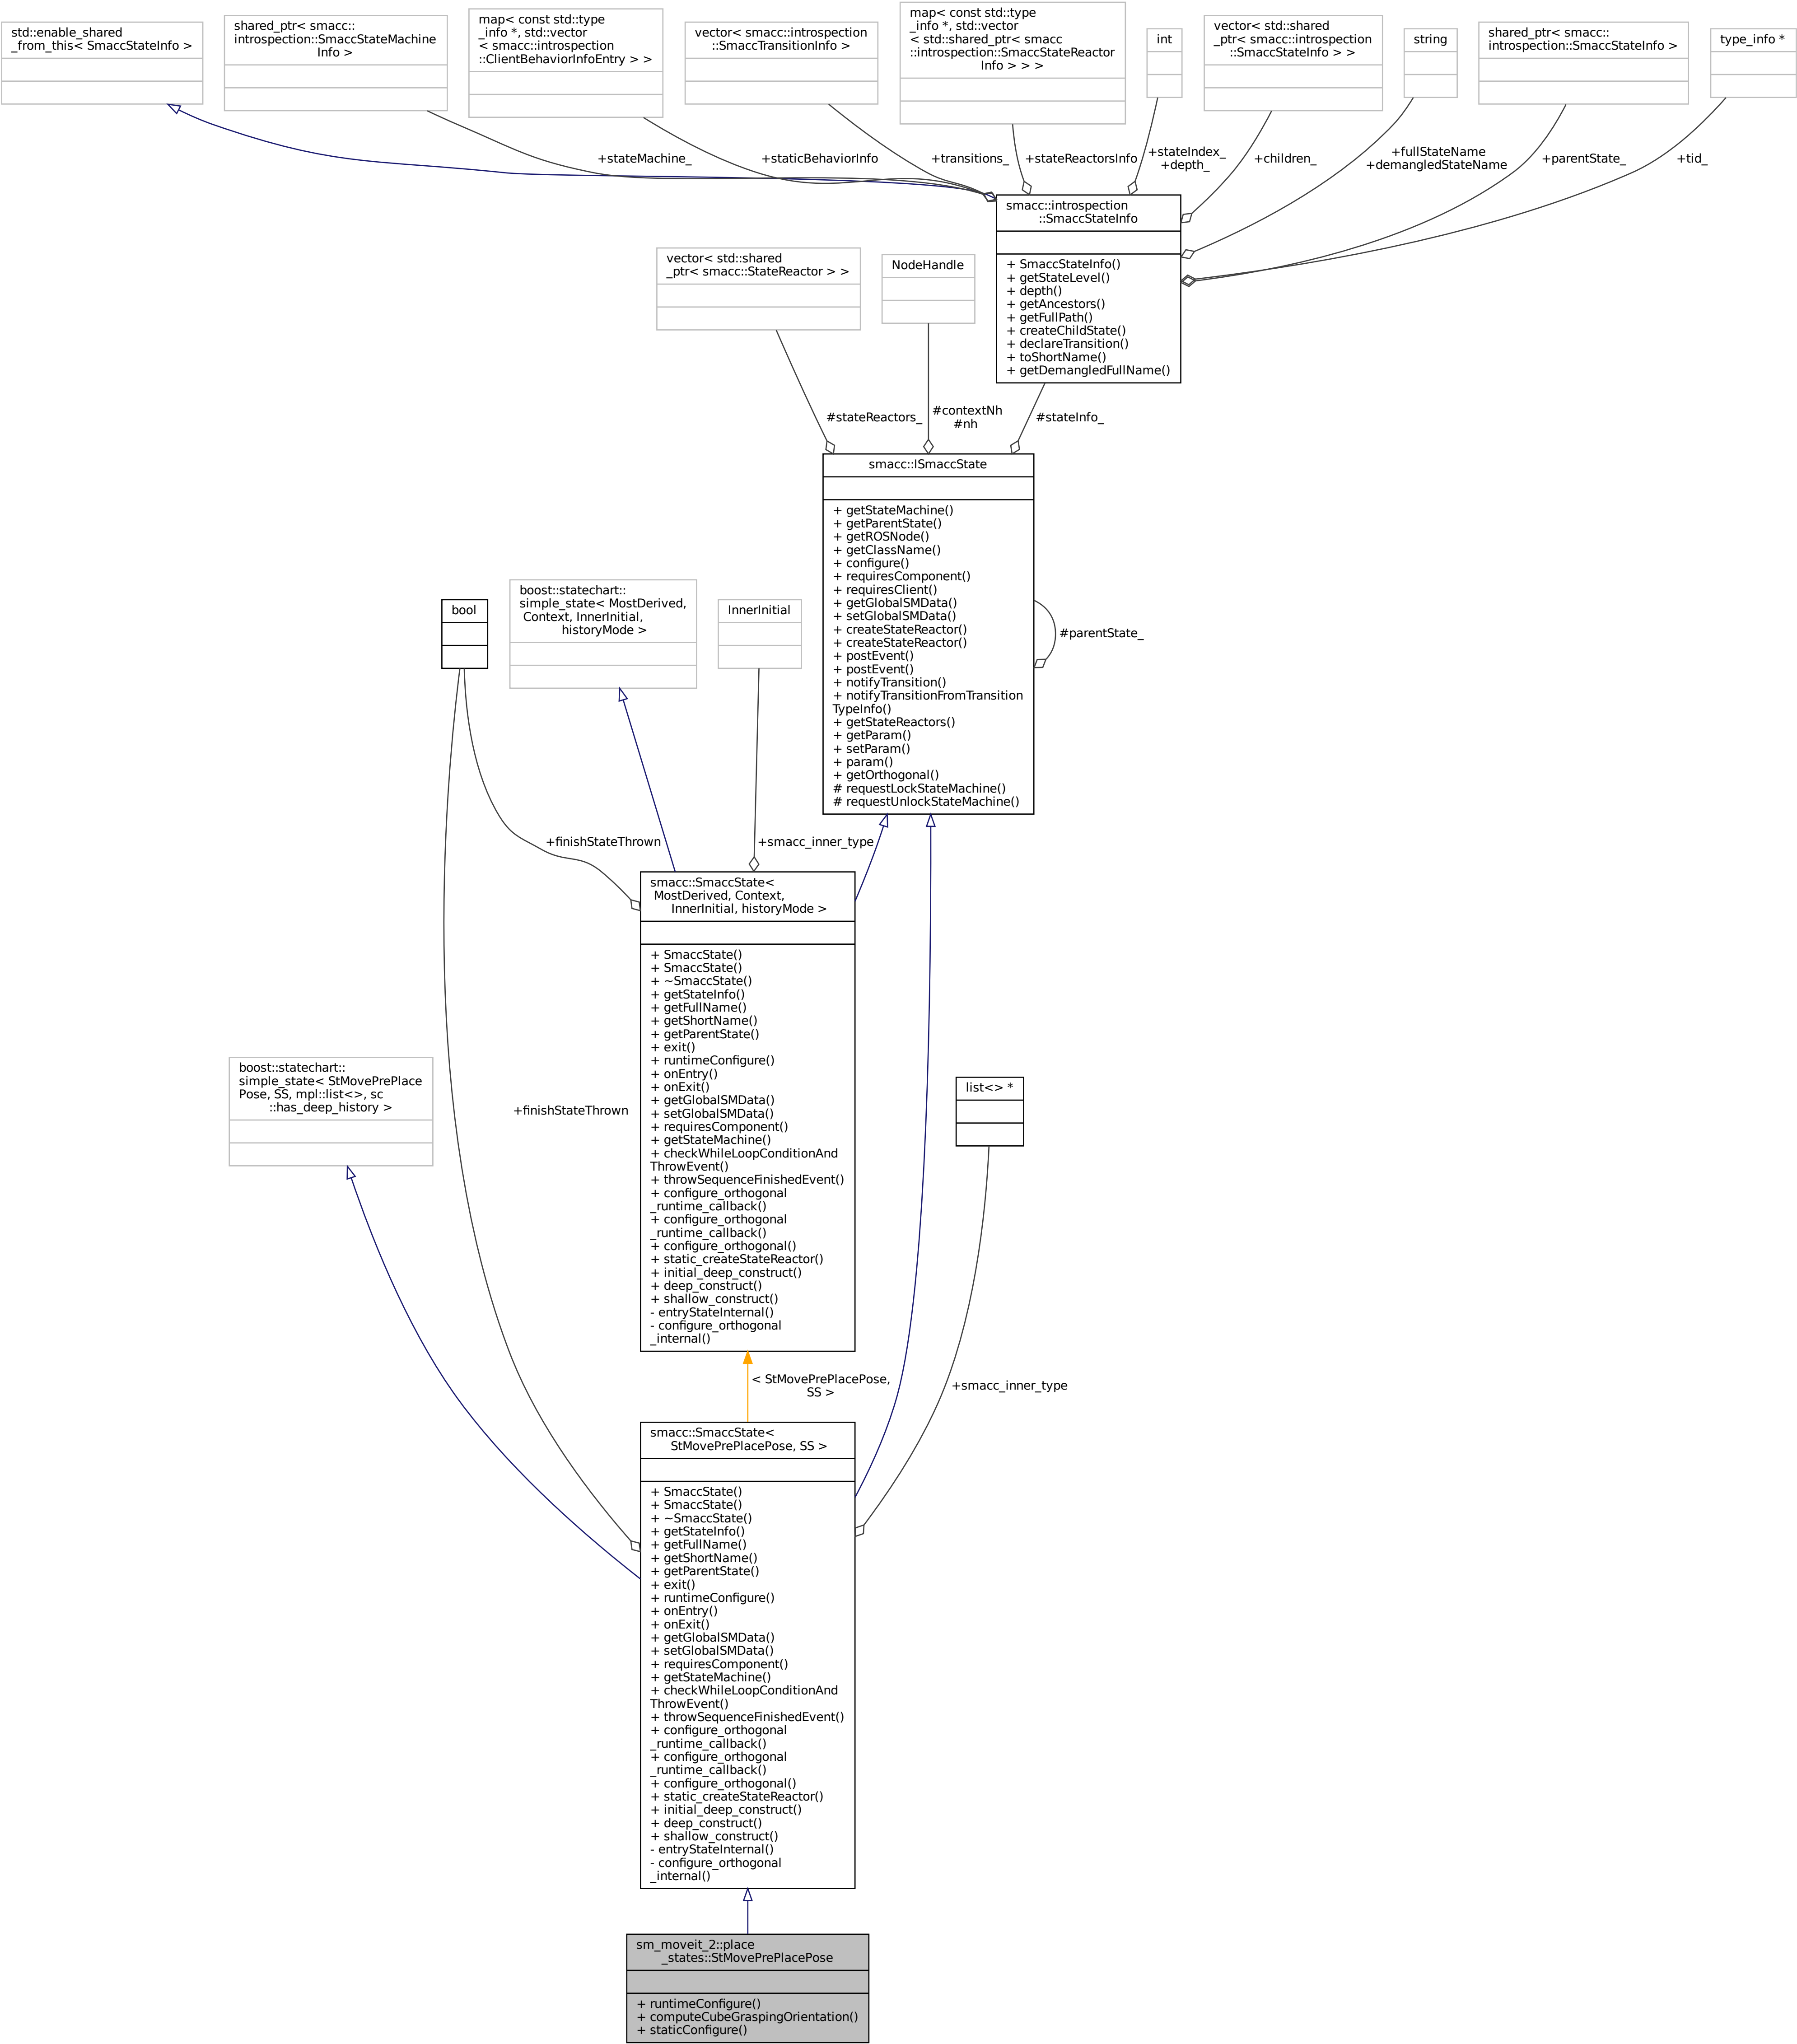 std::enable_shared
_from_this< SmaccStateInfo >
shared_ptr< smacc::
introspection::SmaccStateMachine
Info >
map< const std::type
_info *, std::vector
< smacc::introspection
::ClientBehaviorInfoEntry > >
vector< smacc::introspection
::SmaccTransitionInfo >
map< const std::type
_info *, std::vector
< std::shared_ptr< smacc
::introspection::SmaccStateReactor
Info > > >
int
vector< std::shared
_ptr< smacc::introspection
::SmaccStateInfo > >
string
shared_ptr< smacc::
introspection::SmaccStateInfo >
type_info *
+stateMachine_
+staticBehaviorInfo
+transitions_
+stateReactorsInfo
+stateIndex_
+depth_
+children_
+fullStateName
+demangledStateName
+parentState_
+tid_
smacc::introspection
::SmaccStateInfo
+ SmaccStateInfo()
+ getStateLevel()
+ depth()
+ getAncestors()
+ getFullPath()
+ createChildState()
+ declareTransition()
+ toShortName()
+ getDemangledFullName()
vector< std::shared
_ptr< smacc::StateReactor > >
NodeHandle
#stateReactors_
#contextNh
#nh
#stateInfo_
smacc::ISmaccState
+ getStateMachine()
+ getParentState()
+ getROSNode()
+ getClassName()
+ configure()
+ requiresComponent()
+ requiresClient()
+ getGlobalSMData()
+ setGlobalSMData()
+ createStateReactor()
+ createStateReactor()
+ postEvent()
+ postEvent()
+ notifyTransition()
+ notifyTransitionFromTransition
TypeInfo()
+ getStateReactors()
+ getParam()
+ setParam()
+ param()
+ getOrthogonal()
# requestLockStateMachine()
# requestUnlockStateMachine()
#parentState_
bool
boost::statechart::
simple_state< MostDerived,
Context, InnerInitial,
historyMode >
InnerInitial
+finishStateThrown
+smacc_inner_type
smacc::SmaccState<
MostDerived, Context,
InnerInitial, historyMode >
+ SmaccState()
+ SmaccState()
+ ~SmaccState()
+ getStateInfo()
+ getFullName()
+ getShortName()
+ getParentState()
+ exit()
+ runtimeConfigure()
+ onEntry()
+ onExit()
+ getGlobalSMData()
+ setGlobalSMData()
+ requiresComponent()
+ getStateMachine()
+ checkWhileLoopConditionAnd
ThrowEvent()
+ throwSequenceFinishedEvent()
+ configure_orthogonal
_runtime_callback()
+ configure_orthogonal
_runtime_callback()
+ configure_orthogonal()
+ static_createStateReactor()
+ initial_deep_construct()
+ deep_construct()
+ shallow_construct()
- entryStateInternal()
- configure_orthogonal
_internal()
boost::statechart::
simple_state< StMovePrePlace
Pose, SS, mpl::list<>, sc
::has_deep_history >
+finishStateThrown
list<> *
< StMovePrePlacePose,
SS >
+smacc_inner_type
smacc::SmaccState<
StMovePrePlacePose, SS >
+ SmaccState()
+ SmaccState()
+ ~SmaccState()
+ getStateInfo()
+ getFullName()
+ getShortName()
+ getParentState()
+ exit()
+ runtimeConfigure()
+ onEntry()
+ onExit()
+ getGlobalSMData()
+ setGlobalSMData()
+ requiresComponent()
+ getStateMachine()
+ checkWhileLoopConditionAnd
ThrowEvent()
+ throwSequenceFinishedEvent()
+ configure_orthogonal
_runtime_callback()
+ configure_orthogonal
_runtime_callback()
+ configure_orthogonal()
+ static_createStateReactor()
+ initial_deep_construct()
+ deep_construct()
+ shallow_construct()
- entryStateInternal()
- configure_orthogonal
_internal()
sm_moveit_2::place
_states::StMovePrePlacePose
+ runtimeConfigure()
+ computeCubeGraspingOrientation()
+ staticConfigure()